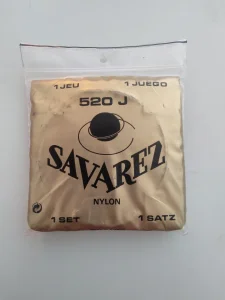 1 JEU 1 JUEGO
520 J
SAVAREZ
NYLON
1 SET 1 SATZ